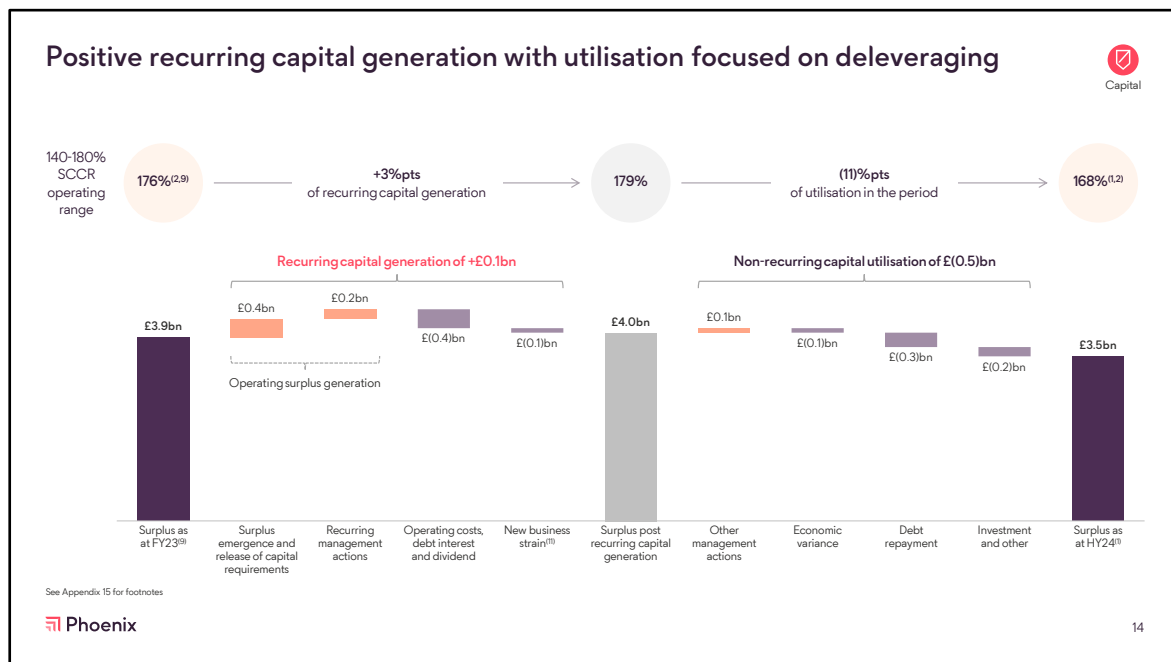 Positive recurring capital generation with utilisation focused on deleveraging
Capital
140-180%
SCCR
operating
range
176%(2,9)
+3%pts
of recurring capital generation
179%
(11)%pts
of utilisation in the period
168%(1,2)
Recurring capital generation of +£0.1bn
Non-recurring capital utilisation of £(0.5)bn
£3.9bn
£0.4bn
£0.2bn
£(0.4)bn
£(0.1)bn
£4.0bn
£0.1bn
£(0.1)bn
£(0.3)bn
£(0.2)bn
£3.5bn
Operating surplus generation
Surplus as
at FY23(9)
Surplus
emergence and
release of capital
requirements
Recurring
management
actions
Operating costs,
debt interest
and dividend
New business
strain(11)
Surplus post
recurring capital
generation
Other
management
actions
Economic
variance
Debt
repayment
Investment
and other
Surplus as
at HY24(1)
See Appendix 15 for footnotes
Phoenix
14